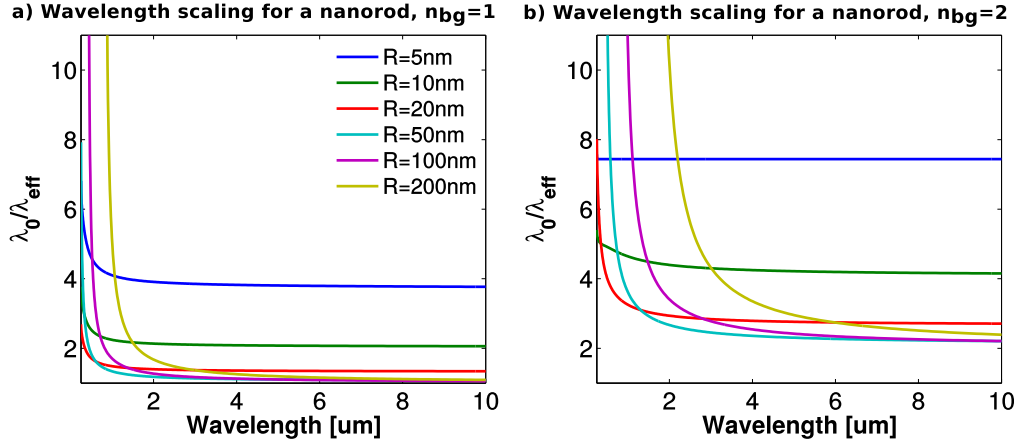 a) Wavelength scaling for a nanorod, nbg=1
b) Wavelength scaling for a nanorod, nbg=2
R=5nm
R=10nm
R=20nm
R=50nm
R=100nm
R=200nm
λ0/λeff
10
8
6
4
2
2 4 6 8 10
Wavelength [um]
λ0/λeff
10
8
6
4
2
2 4 6 8 10
Wavelength [um]